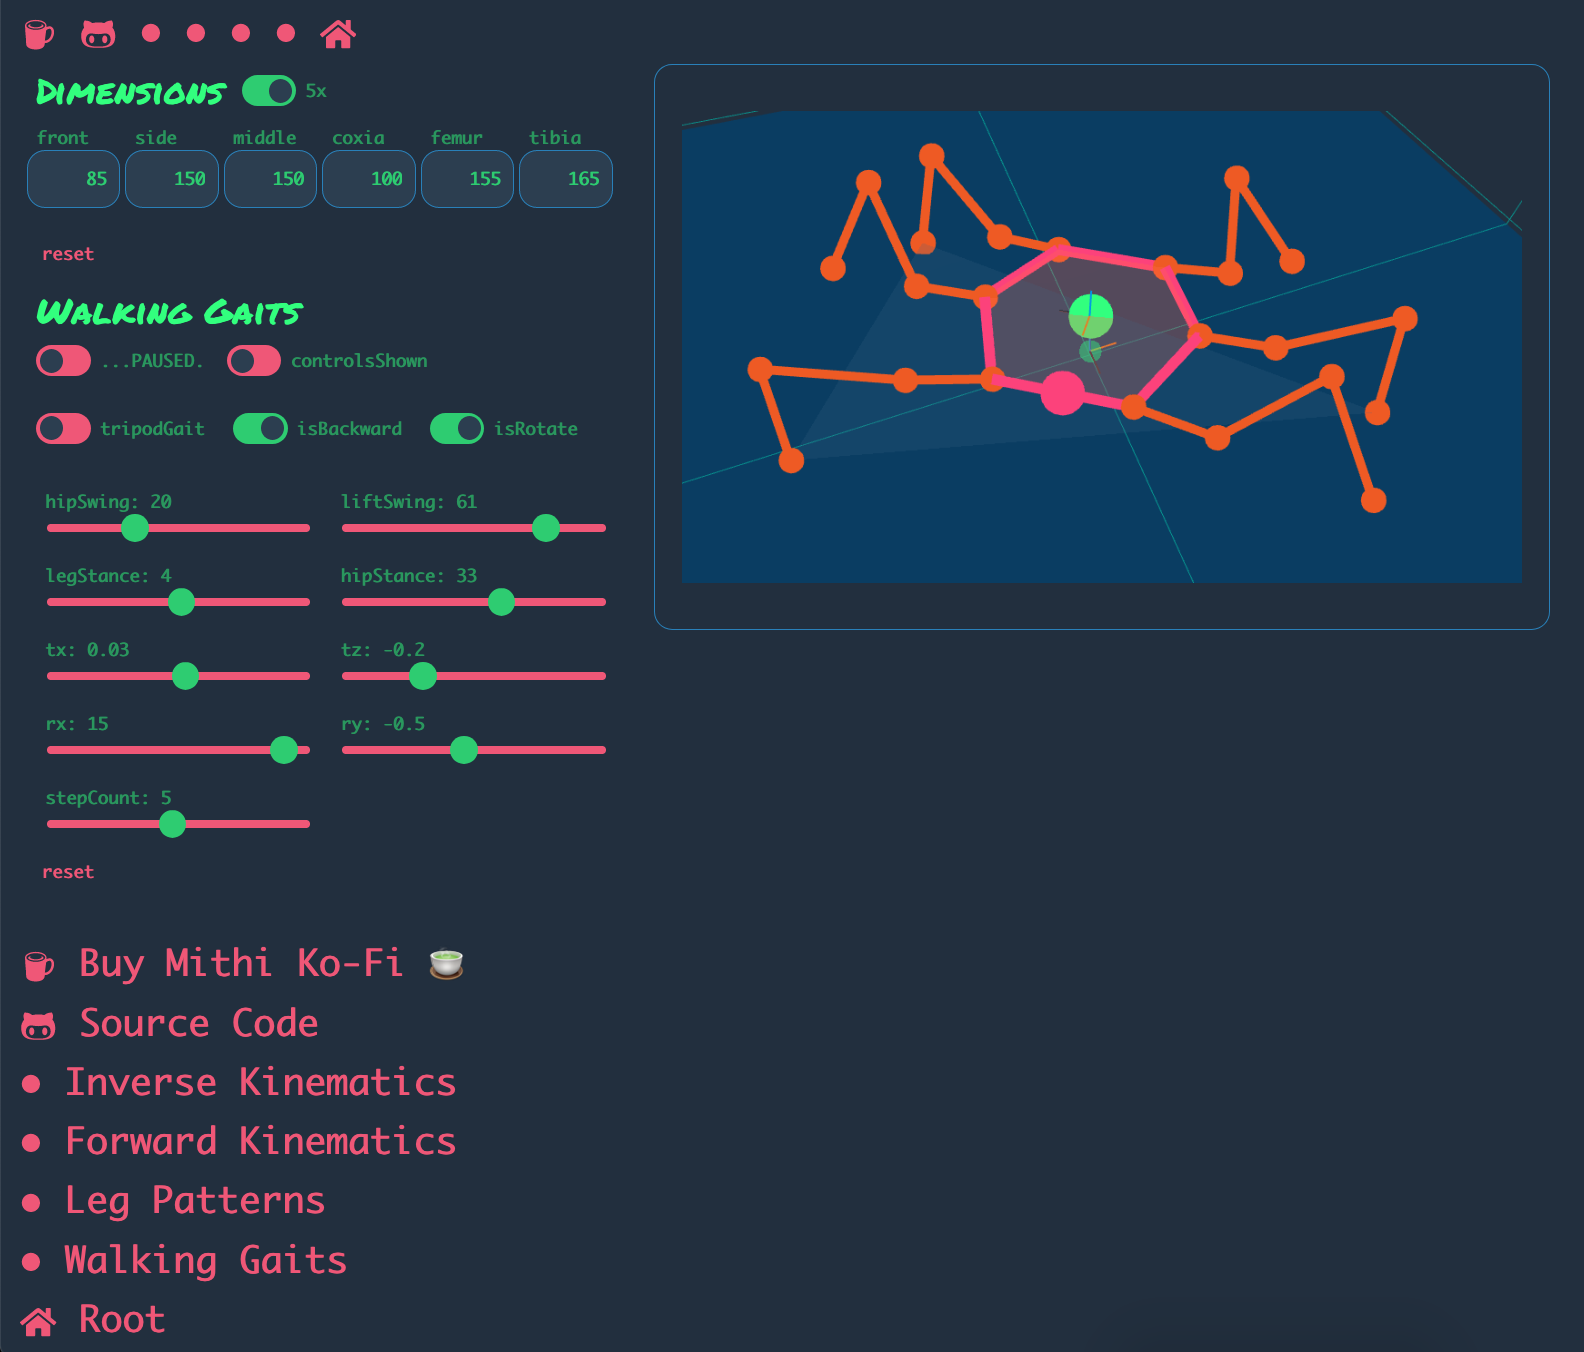 Dimensions 5x
front side middle coxia femur tibia
85 150 150 100 155 165
reset
Walking Gaits
...PAUSED. controlsShown
tripodGait isBackward isRotate
hipSwing: 20 liftSwing: 61
legStance: 4 hipStance: 33
tx: 0.03 tz: -0.2
rx: 15 ry: -0.5
stepCount: 5
reset
Buy Mithi Ko-Fi 🍵
Source Code
● Inverse Kinematics
● Forward Kinematics
● Leg Patterns
● Walking Gaits
Root